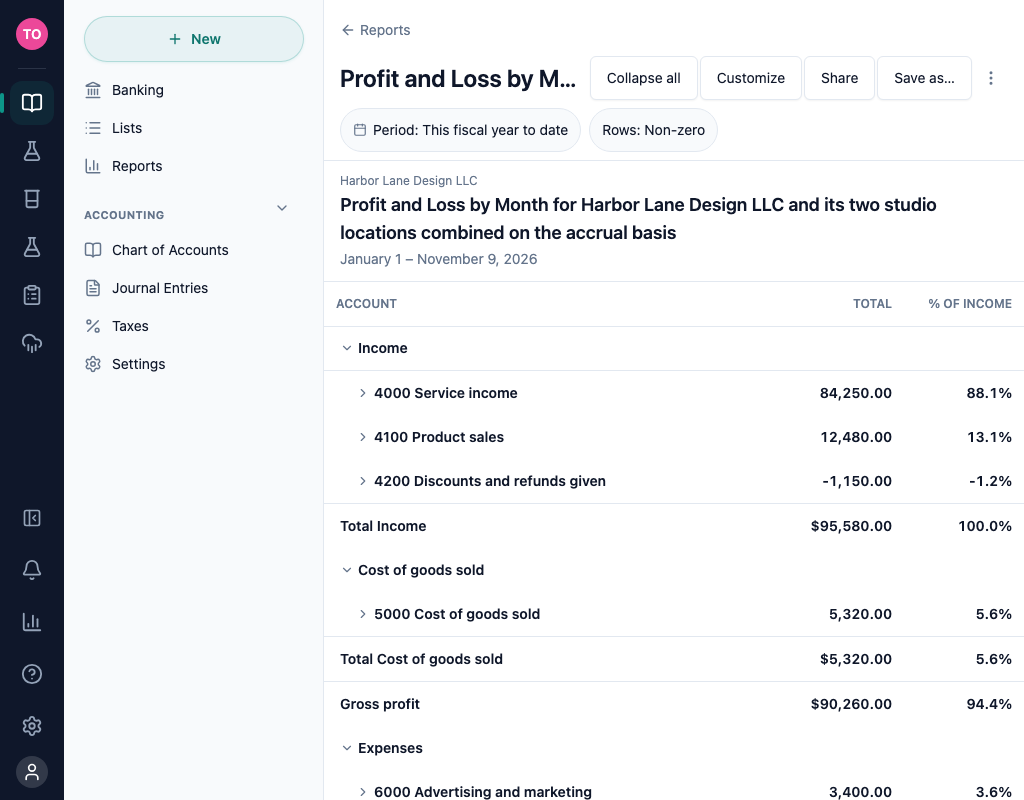 TO
New
Banking
Lists
Reports
ACCOUNTING
Chart of Accounts
Journal Entries
Taxes
Settings
Reports
Profit and Loss by M...
Collapse all
Customize
Share
Save as...
Period: This fiscal year to date
Rows: Non-zero
Harbor Lane Design LLC
Profit and Loss by Month for Harbor Lane Design LLC and its two studio
locations combined on the accrual basis
January 1 – November 9, 2026
ACCOUNT TOTAL % OF INCOME
Income
4000 Service income 84,250.00 88.1%
4100 Product sales 12,480.00 13.1%
4200 Discounts and refunds given -1,150.00 -1.2%
Total Income $95,580.00 100.0%
Cost of goods sold
5000 Cost of goods sold 5,320.00 5.6%
Total Cost of goods sold $5,320.00 5.6%
Gross profit $90,260.00 94.4%
Expenses
6000 Advertising and marketing 3,400.00 3.6%